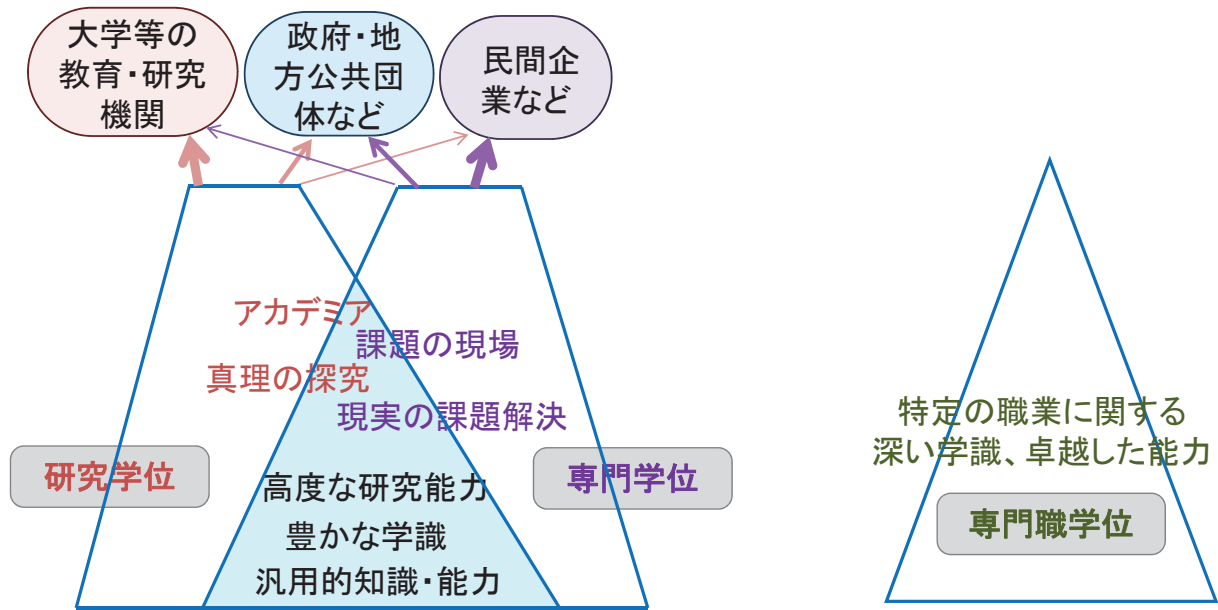 大学等の
教育・研究
機関
政府・地
方公共団
体など
民間企
業など
アカデミア
課題の現場
真理の探究
現実の課題解決
研究学位
専門学位
高度な研究能力
豊かな学識
汎用的知識・能力
特定の職業に関する
深い学識、卓越した能力
専門職学位